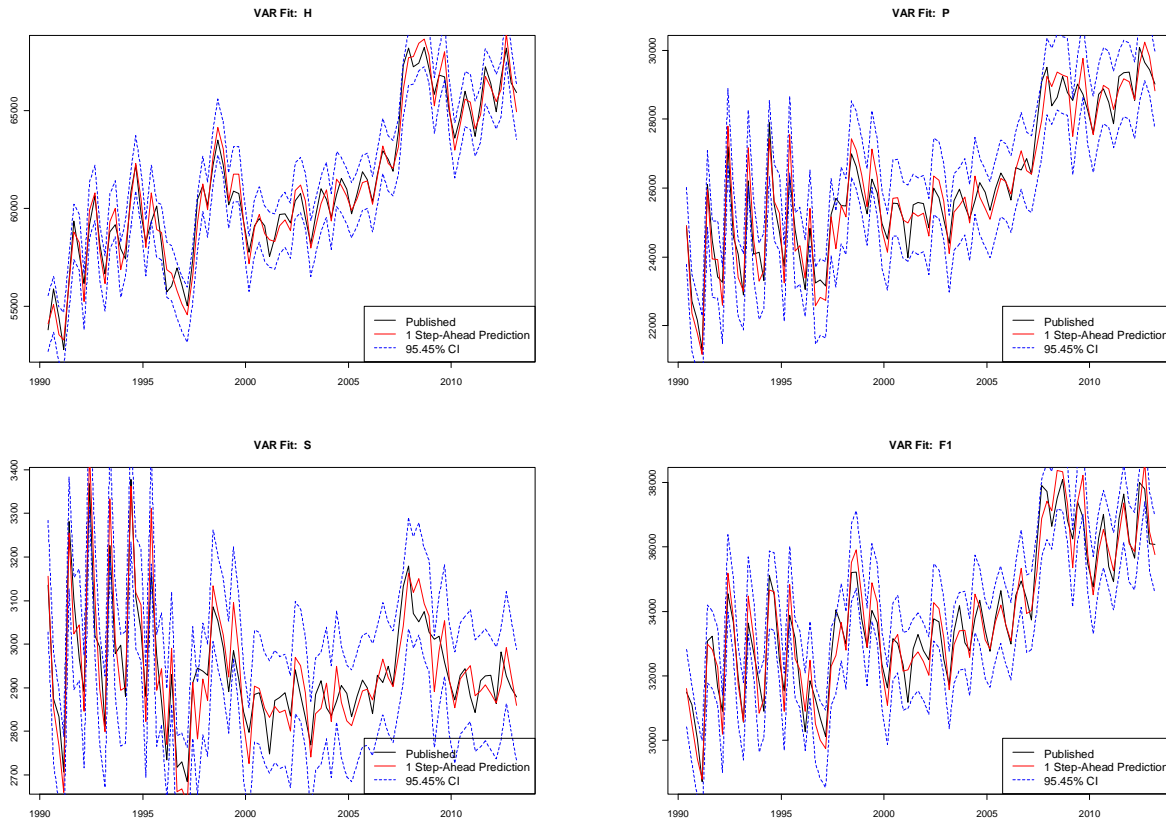 VAR Fit: H
65000
60000
55000
1990 1995 2000 2005 2010
Published
1 Step-Ahead Prediction
95.45% CI
VAR Fit: P
30000
28000
26000
24000
22000
1990 1995 2000 2005 2010
Published
1 Step-Ahead Prediction
95.45% CI
VAR Fit: S
3400
3300
3200
3100
3000
2900
2800
2700
1990 1995 2000 2005 2010
Published
1 Step-Ahead Prediction
95.45% CI
VAR Fit: F1
38000
36000
34000
32000
30000
1990 1995 2000 2005 2010
Published
1 Step-Ahead Prediction
95.45% CI